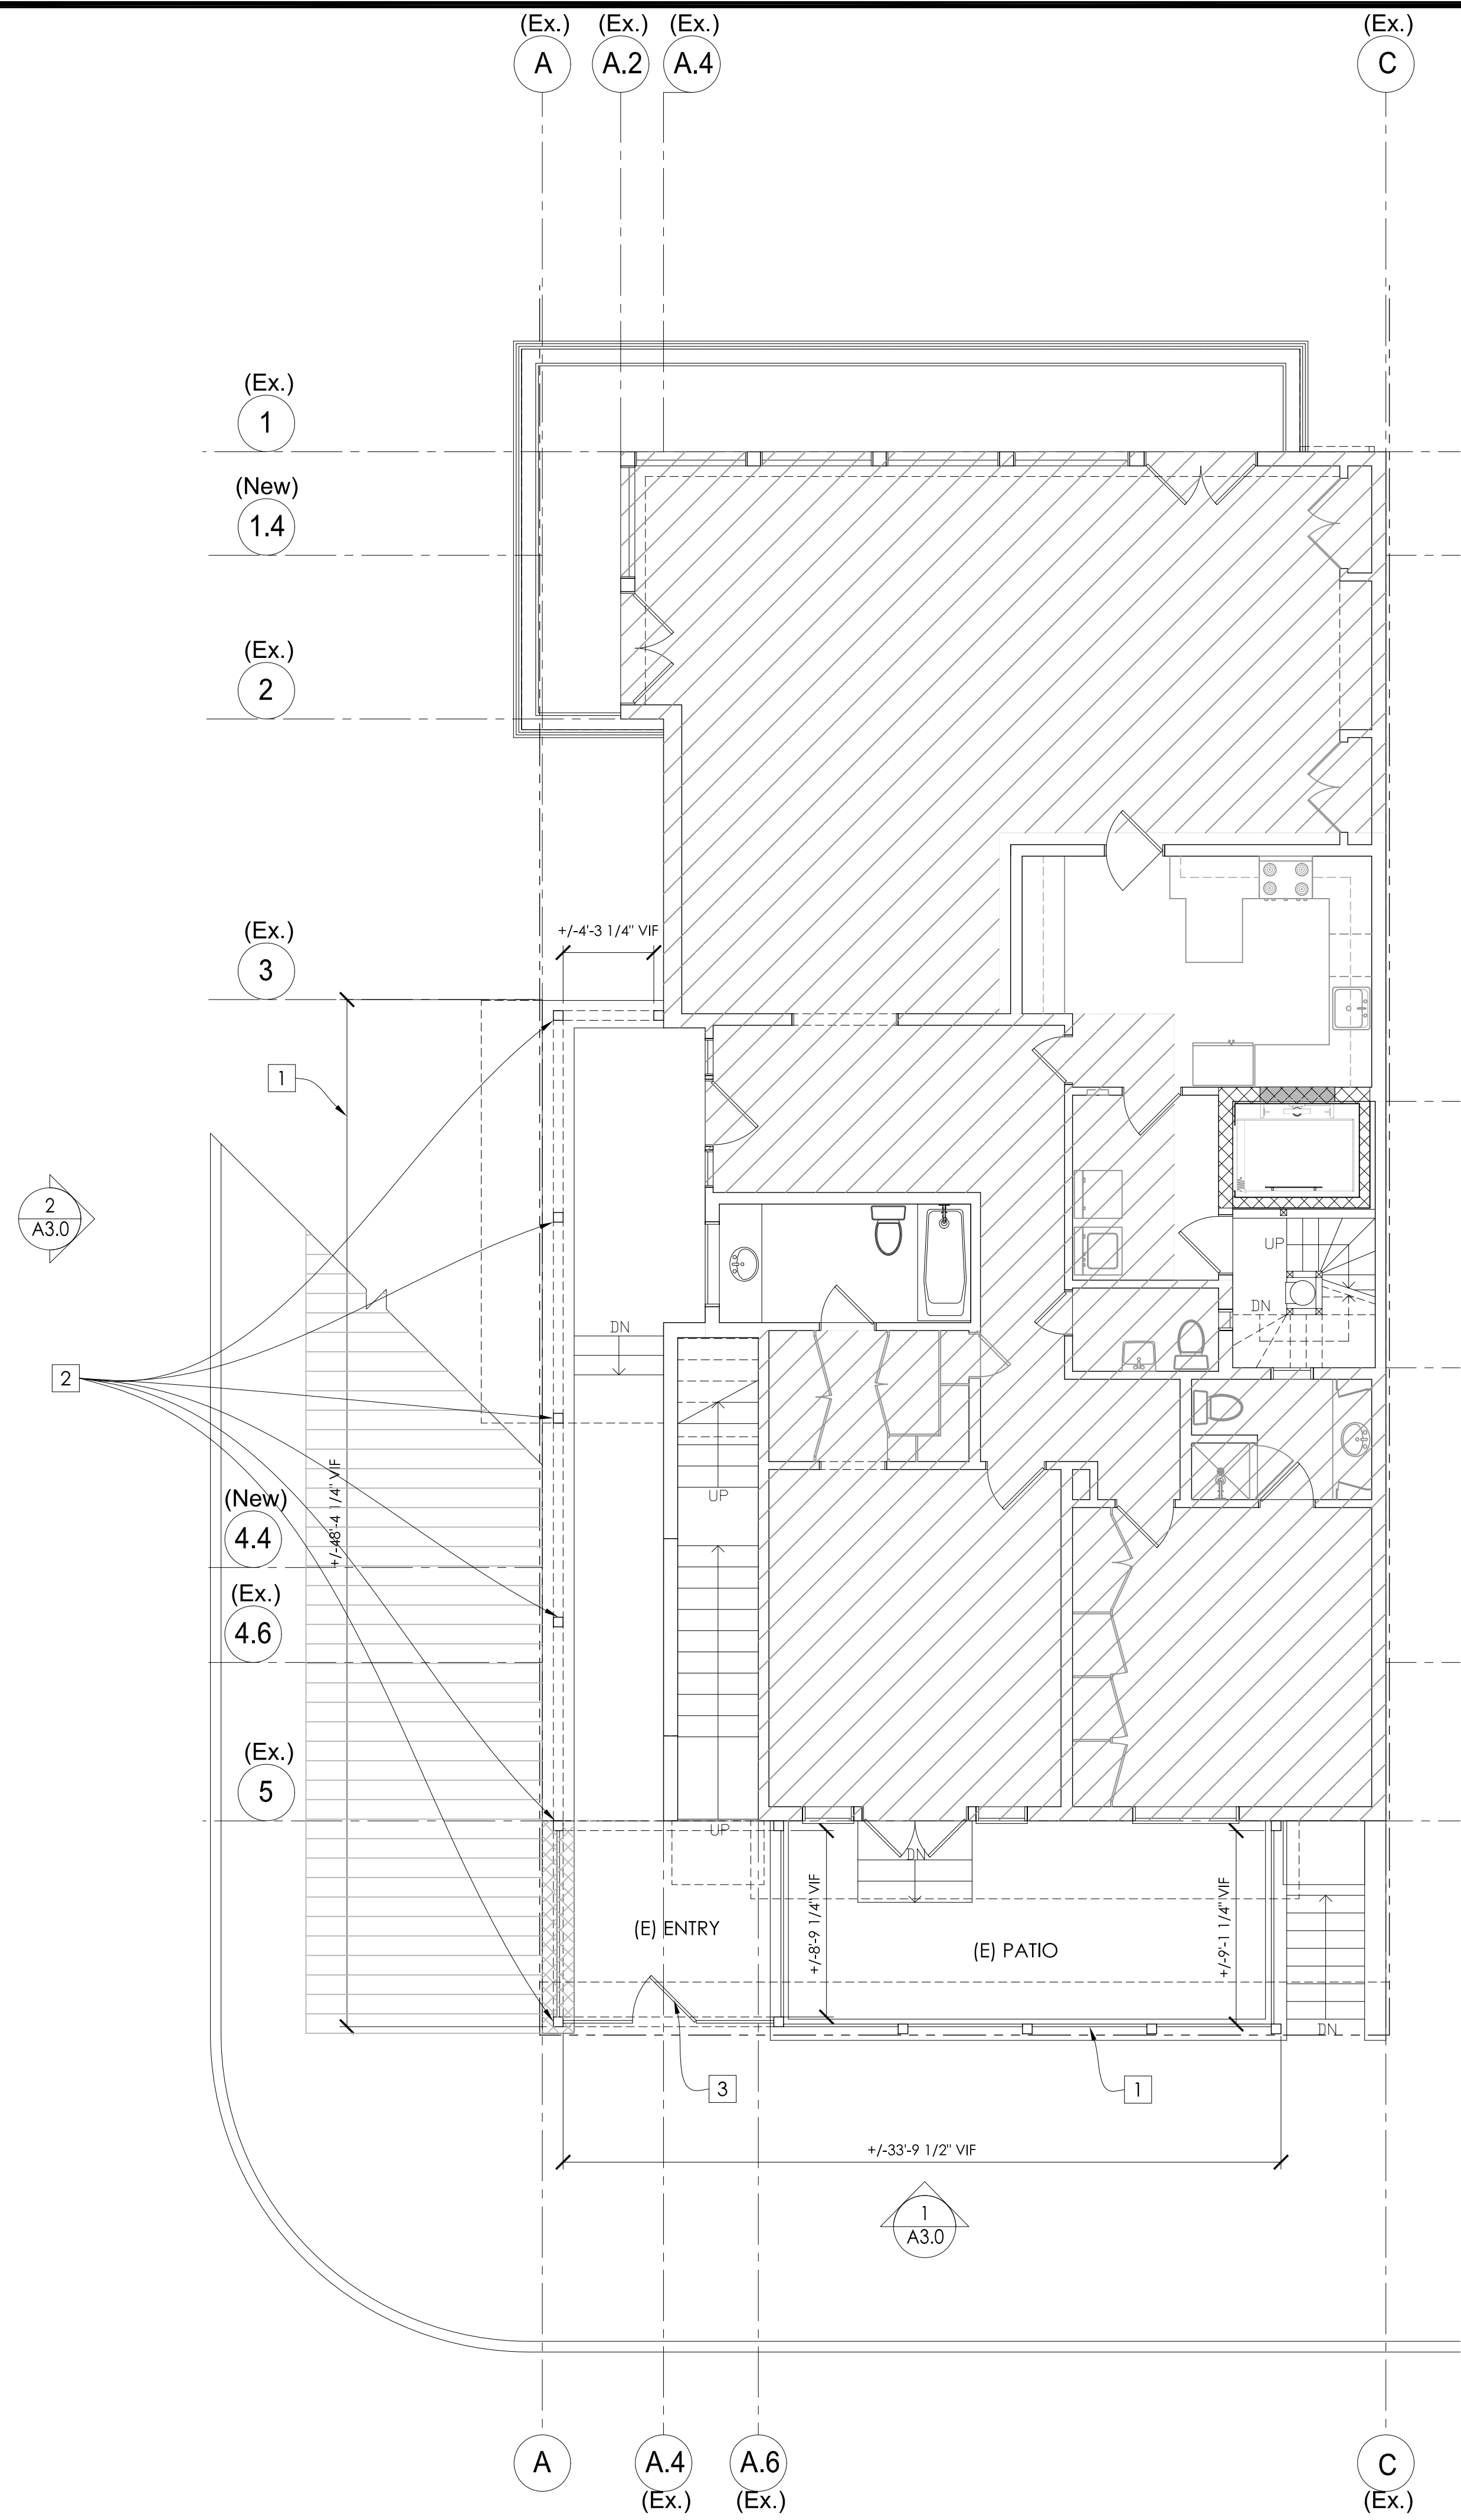 (Ex.) (Ex.) (Ex.) (Ex.)
A A.2 A.4 C
(Ex.)
1
(New)
1.4
(Ex.)
2
(Ex.)
3
+/-4'-3 1/4" VIF
1
2
A3.0
UP
DN
DN
2
+/-48'-4 1/4" VIF
UP
(New)
4.4
(Ex.)
4.6
(Ex.)
5
UP
DN
+/-8'-9 1/4" VIF
+/-9'-1 1/4" VIF
(E) ENTRY
(E) PATIO
DN
3
1
+/-33'-9 1/2" VIF
1
A3.0
A A.4 A.6 C
(Ex.) (Ex.) (Ex.)